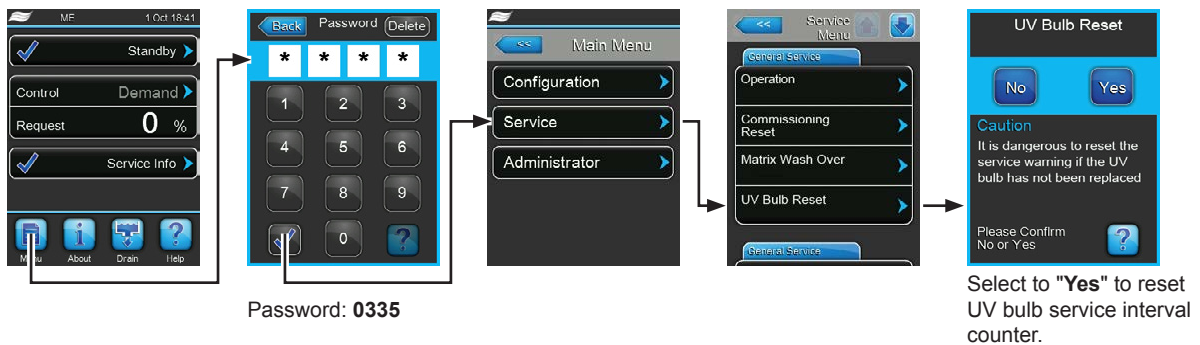 ME 1 Oct 18:41
Standby
Control Demand
Request 0 %
Service Info
Menu About Drain Help
Back Password Delete
* * * *
1 2 3
4 5 6
7 8 9
0 ?
Password: 0335
<< Main Menu
Configuration
Service
Administrator
<< Service
Menu
General Service
Operation
Commissioning
Reset
Matrix Wash Over
UV Bulb Reset
General Service
UV Bulb Reset
No Yes
Caution
It is dangerous to reset the
service warning if the UV
bulb has not been replaced
Please Confirm
No or Yes
?
Select to "Yes" to reset
UV bulb service interval
counter.